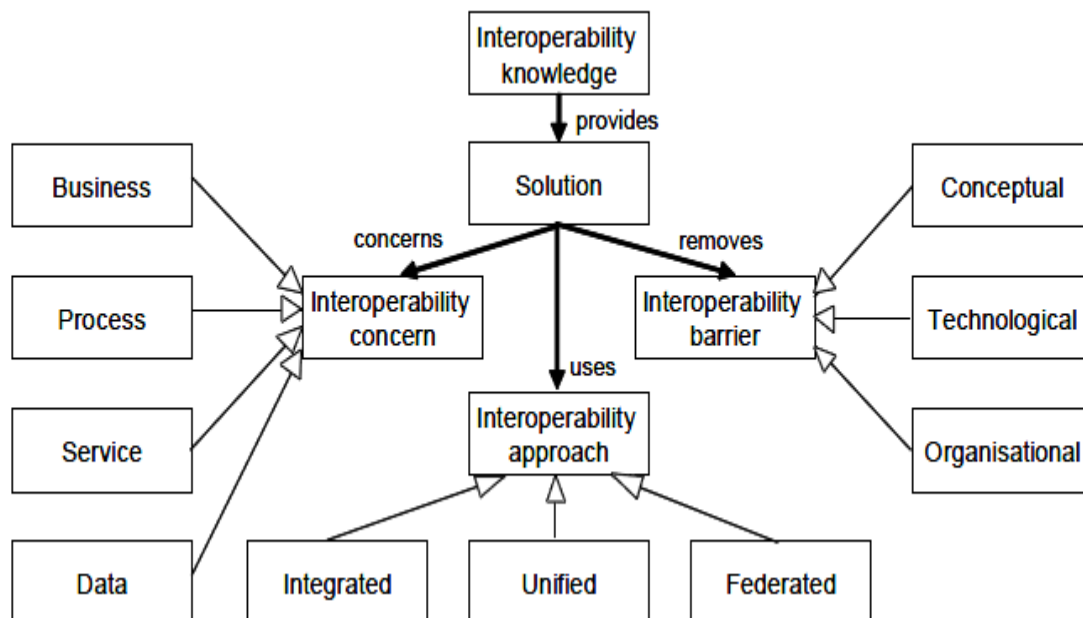 Interoperability
knowledge
provides
Business
Solution
Conceptual
concerns
removes
Process
Interoperability
concern
Interoperability
barrier
Technological
uses
Service
Interoperability
approach
Organisational
Data
Integrated
Unified
Federated